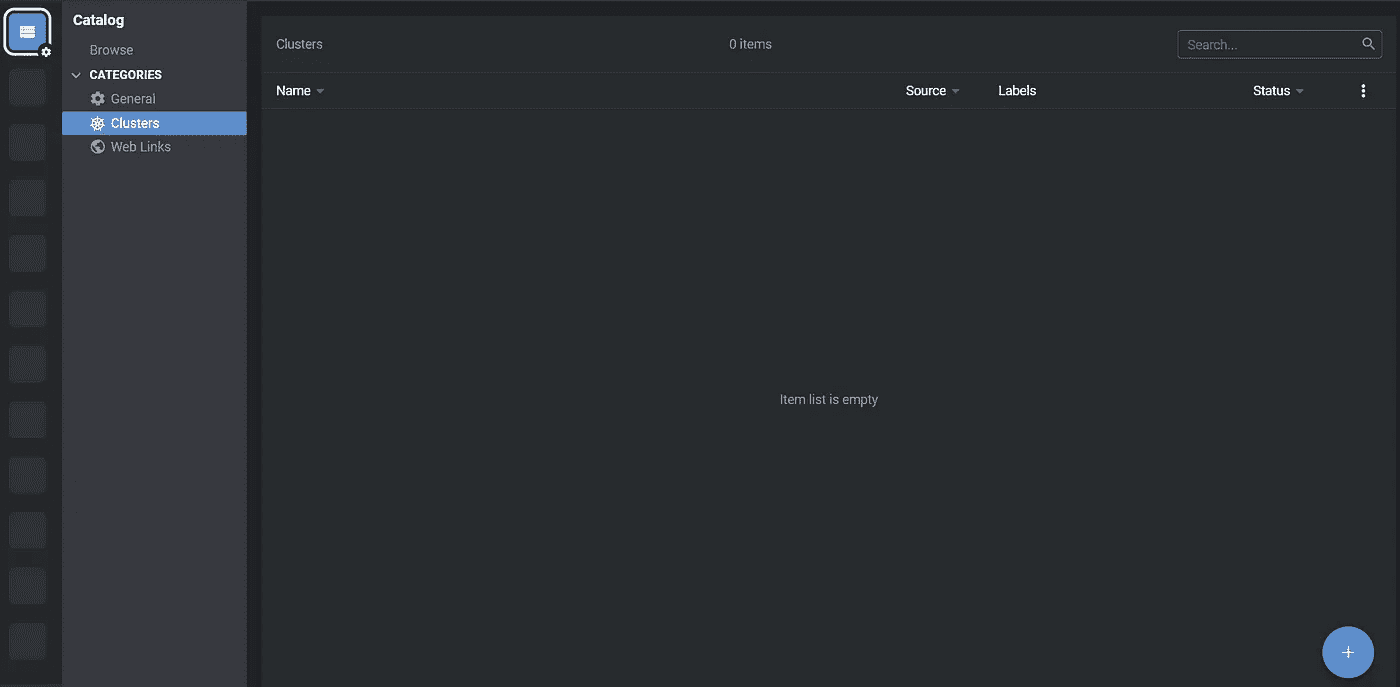 Catalog
Browse
CATEGORIES
General
Clusters
Web Links
Clusters 0 items Search...
Name Source Labels Status
Item list is empty